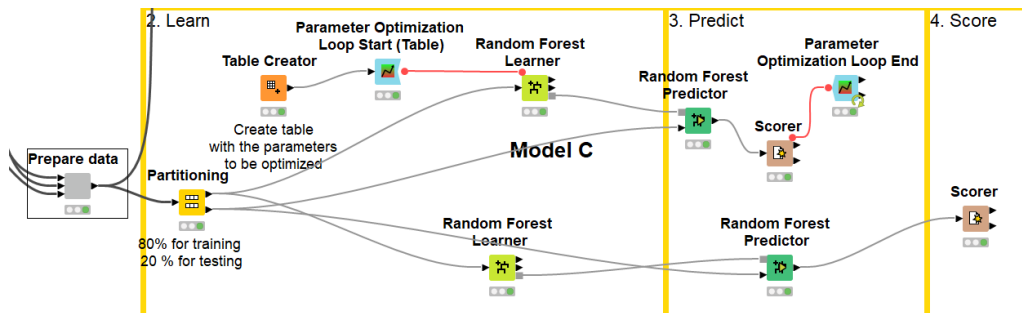 2. Learn
3. Predict
4. Score
Parameter Optimization
Loop Start (Table)
Random Forest
Learner
Table Creator
Parameter
Optimization Loop End
Random Forest
Predictor
Scorer
Create table
with the parameters
to be optimized
Model C
Prepare data
Partitioning
80% for training
20 % for testing
Random Forest
Learner
Random Forest
Predictor
Scorer